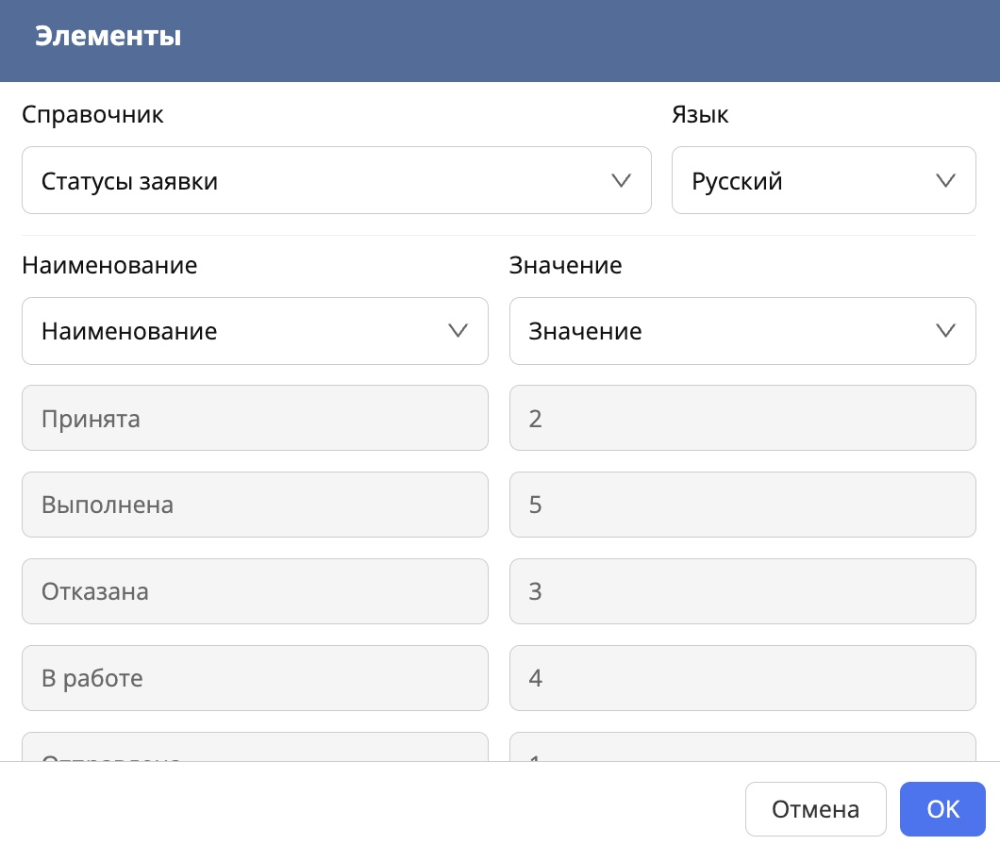 Элементы
Справочник
Язык
Статусы заявки
Русский
Наименование
Значение
Наименование
Значение
Принята
2
Выполнена
5
Отказана
3
В работе
4
Отмена
OK